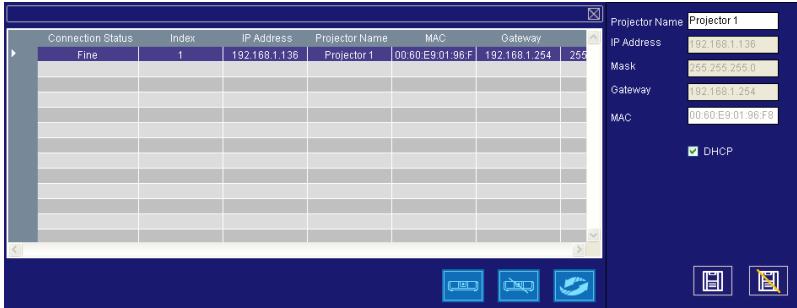 Connection Status Index IP Address Projector Name MAC Gateway
Fine 1 192.168.1.136 Projector 1 00:60:E9:01:96:F 192.168.1.254 255
Projector Name Projector 1
IP Address 192.168.1.136
Mask 255.255.255.0
Gateway 192.168.1.254
MAC 00:60:E9:01:96:F8
DHCP